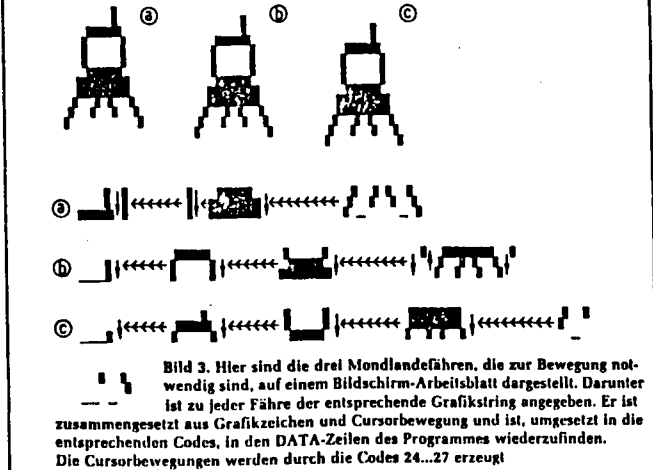 ⓐ ⓑ ⓒ
ⓐ
ⓑ
ⓒ
Bild 3. Hier sind die drei Mondlandefähren, die zur Bewegung not-
wendig sind, auf einem Bildschirm-Arbeitsblatt dargestellt. Darunter
ist zu jeder Fähre der entsprechende Grafikstring angegeben. Er ist
zusammengesetzt aus Grafikzeichen und Cursorbewegung und ist, umgesetzt in die
entsprechenden Codes, in den DATA-Zeilen des Programmes wiederzufinden.
Die Cursorbewegungen werden durch die Codes 24...27 erzeugt